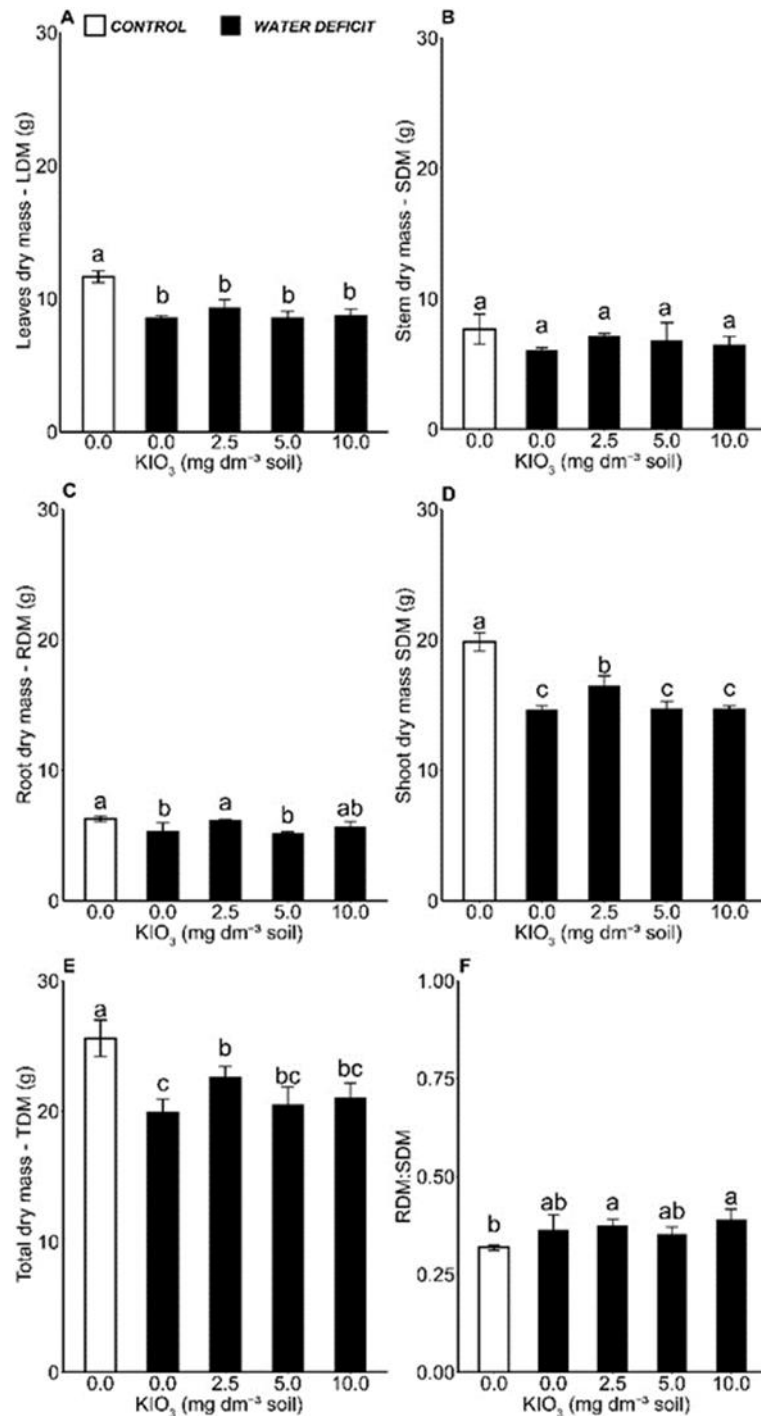 A
CONTROL WATER DEFICIT
30
20
10
0
Leaves dry mass - LDM (g)
a b b b b
0.0 0.0 2.5 5.0 10.0
KIO₃ (mg dm⁻³ soil)
B
30
20
10
0
Stem dry mass - SDM (g)
a a a a a
0.0 0.0 2.5 5.0 10.0
KIO₃ (mg dm⁻³ soil)
C
30
20
10
0
Root dry mass - RDM (g)
a b a b ab
0.0 0.0 2.5 5.0 10.0
KIO₃ (mg dm⁻³ soil)
D
30
20
10
0
Shoot dry mass SDM (g)
a c b c c
0.0 0.0 2.5 5.0 10.0
KIO₃ (mg dm⁻³ soil)
E
30
20
10
0
Total dry mass - TDM (g)
a c b bc bc
0.0 0.0 2.5 5.0 10.0
KIO₃ (mg dm⁻³ soil)
F
1.00
0.75
0.50
0.25
0.00
RDM:SDM
b ab a ab a
0.0 0.0 2.5 5.0 10.0
KIO₃ (mg dm⁻³ soil)